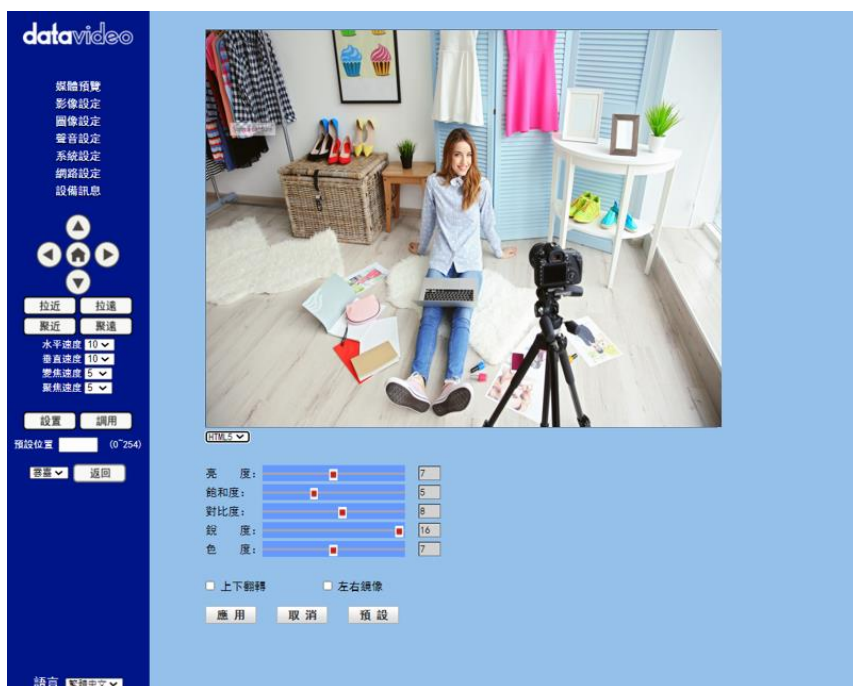 datavideo
媒體預覽
影像設定
圖像設定
聲音設定
系統設定
網路設定
設備訊息
拉近 拉遠
聚近 聚遠
水平速度 10
垂直速度 10
變焦速度 5
聚焦速度 5
設置 調用
預設位置 (0~254)
返回
HTML5
亮 度: 7
飽和度: 5
對比度: 8
銳 度: 16
色 度: 7
上下翻轉 左右鏡像
應用 取消 預設
語言 繁體中文